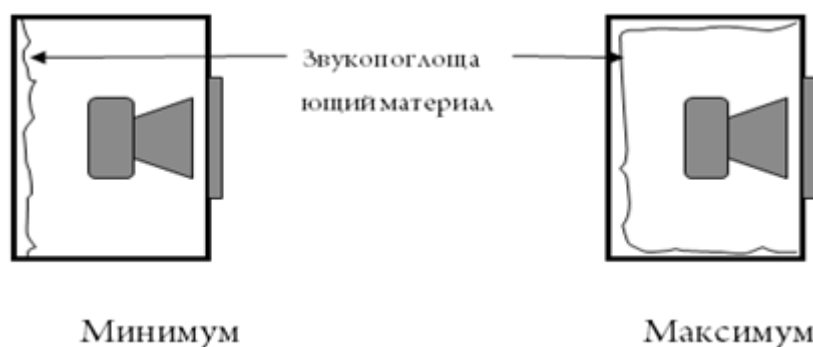 Звукопоглоща
ющий материал
Минимум
Максимум